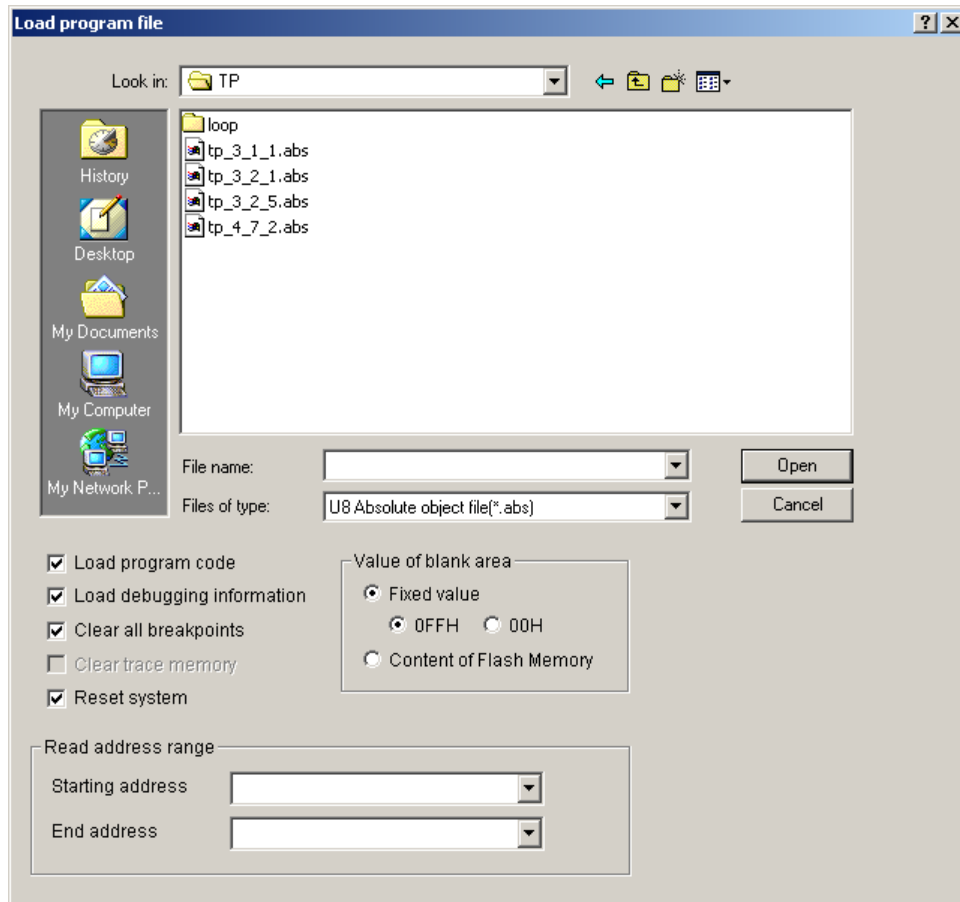 Load program file
Look in: TP
History
Desktop
My Documents
My Computer
My Network P...
loop
tp_3_1_1.abs
tp_3_2_1.abs
tp_3_2_5.abs
tp_4_7_2.abs
File name:
Open
Files of type: U8 Absolute object file(*.abs)
Cancel
Load program code
Load debugging information
Clear all breakpoints
Clear trace memory
Reset system
Value of blank area
Fixed value
0FFH 00H
Content of Flash Memory
Read address range
Starting address
End address